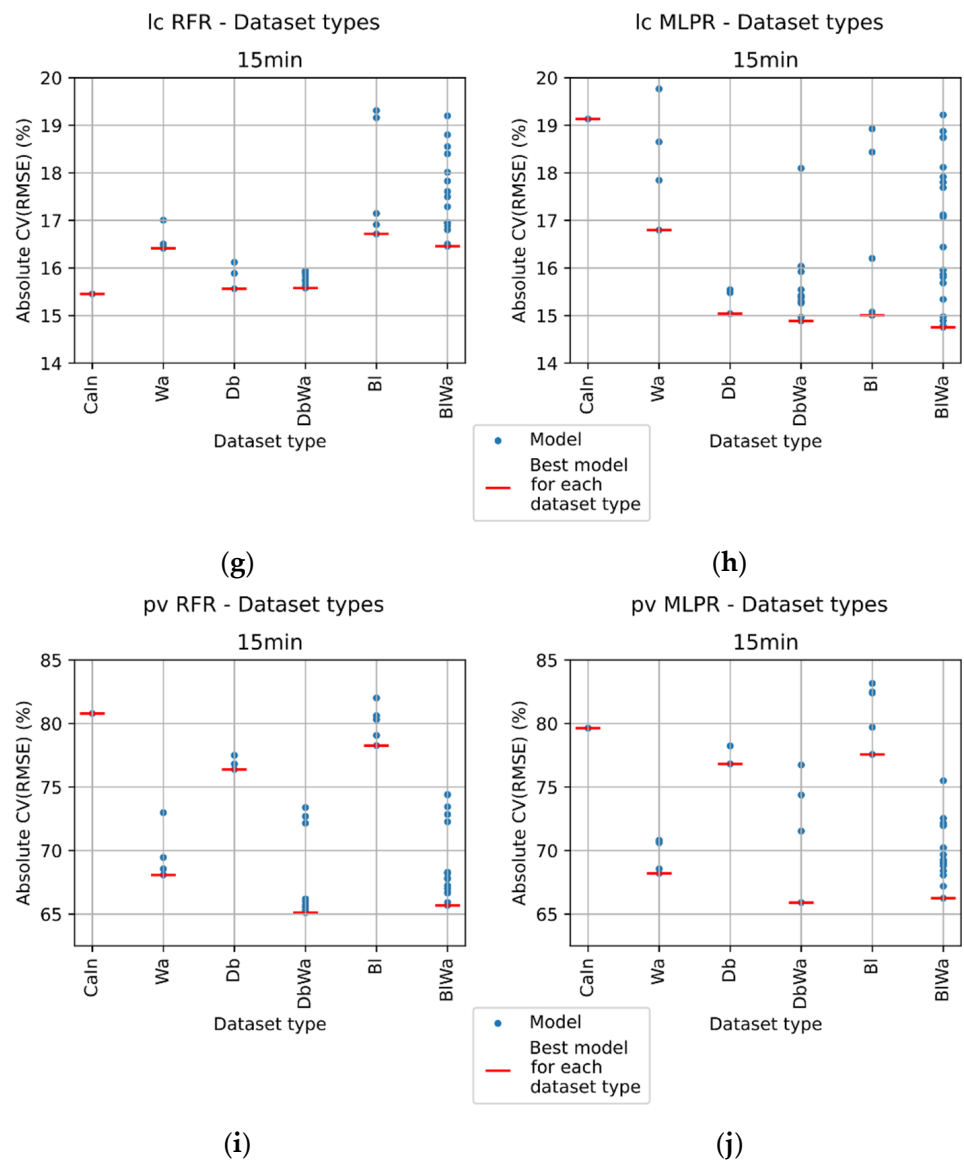 lc RFR - Dataset types
15min
Absolute CV(RMSE) (%)
20
19
18
17
16
15
14
CaIn
Wa
Db
DbWa
Bl
BlWa
Dataset type
lc MLPR - Dataset types
15min
Absolute CV(RMSE) (%)
20
19
18
17
16
15
14
CaIn
Wa
Db
DbWa
Bl
BlWa
Dataset type
Model
Best model
for each
dataset type
(g)
(h)
pv RFR - Dataset types
15min
Absolute CV(RMSE) (%)
85
80
75
70
65
CaIn
Wa
Db
DbWa
Bl
BlWa
Dataset type
pv MLPR - Dataset types
15min
Absolute CV(RMSE) (%)
85
80
75
70
65
CaIn
Wa
Db
DbWa
Bl
BlWa
Dataset type
Model
Best model
for each
dataset type
(i)
(j)